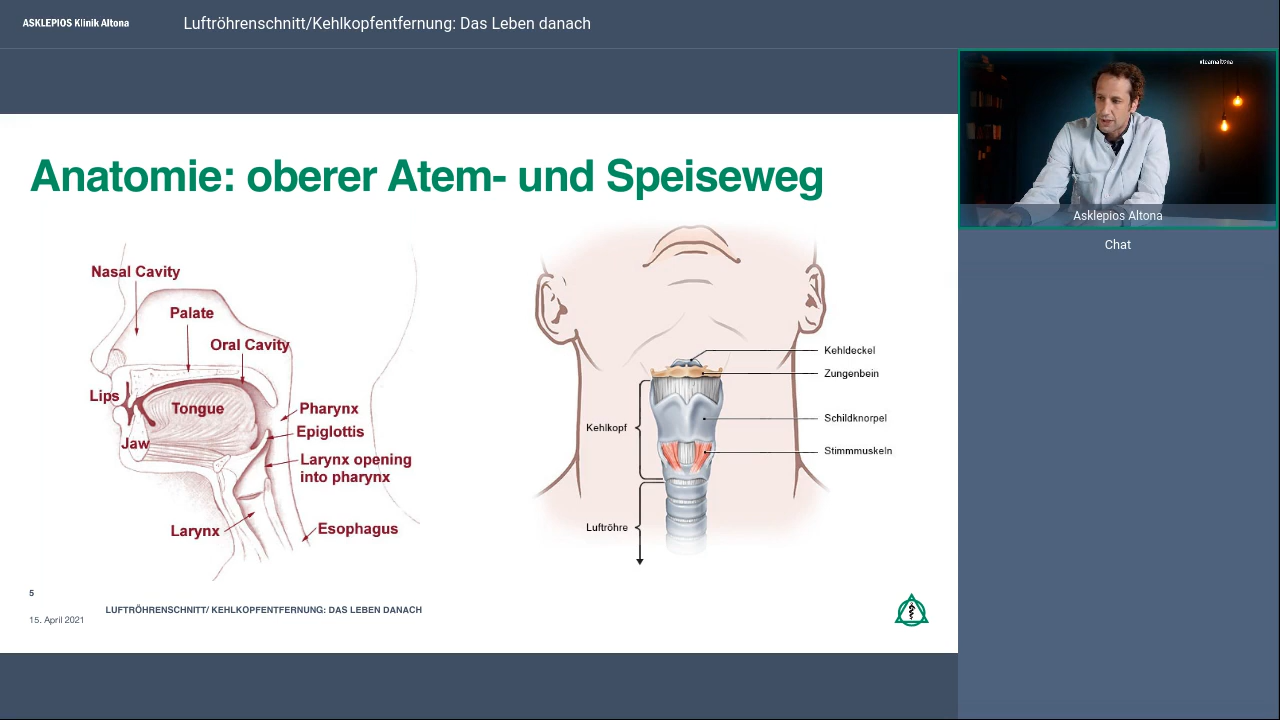 ASKLEPIOS Klinik Altona
Luftröhrenschnitt/Kehlkopfentfernung: Das Leben danach
#teamaltona
Asklepios Altona
Chat
Anatomie: oberer Atem- und Speiseweg
Nasal Cavity
Palate
Oral Cavity
Lips
Tongue
Pharynx
Jaw
Epiglottis
Larynx opening
into pharynx
Larynx
Esophagus
Kehldeckel
Zungenbein
Schildknorpel
Kehlkopf
Stimmmuskeln
Luftröhre
5
LUFTRÖHRENSCHNITT/ KEHLKOPFENTFERNUNG: DAS LEBEN DANACH
15. April 2021